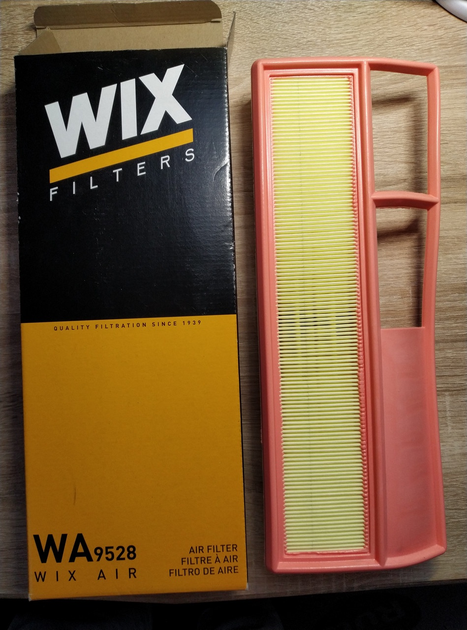 WIX
FILTERS
QUALITY FILTRATION SINCE 1939
WA9528
WIX AIR
AIR FILTER
FILTRE À AIR
FILTRO DE AIRE